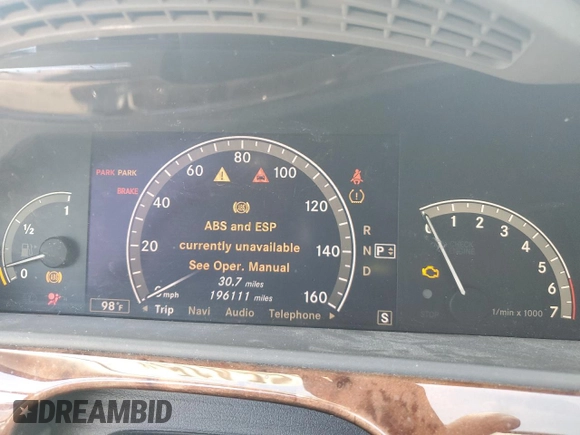 80
60
100
PARK PARK
BRAKE
40
120
1
1/2
0
ABS and ESP
currently unavailable
See Oper. Manual
20
140
R
N P
D
30.7 miles
196111 miles
0 mph
160
98°F
Trip Navi Audio Telephone
S
0 1 2 3 4 5 6 7
1/min x 1000
DREAMBID